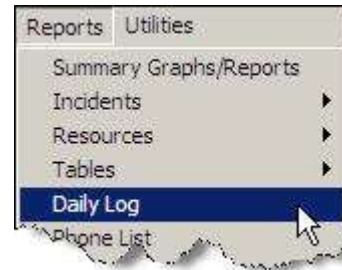 Reports Utilities
Summary Graphs/Reports
Incidents
Resources
Tables
Daily Log
Phone List